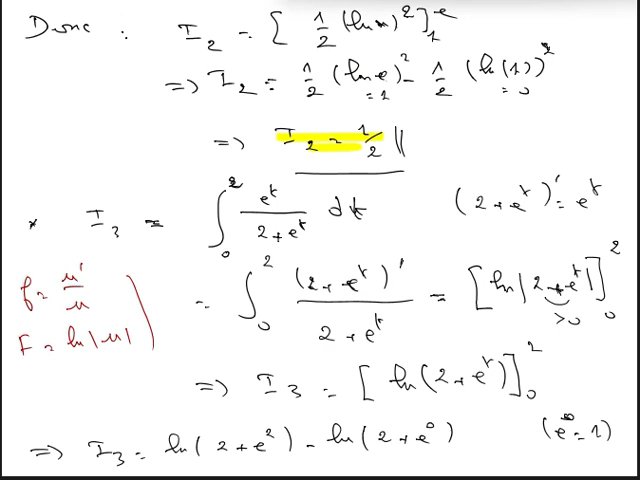 Donc : I₂ = [ 1/2 (ln x)² ]₁ᵉ
=> I₂ = 1/2 (ln e)² - 1/2 (ln(1))²
= 1 = 0
=> I₂ = 1/2 ||
* I₃ = ∫₀² eᵗ/(2+eᵗ) dt (2+eᵗ)' = eᵗ
f = u'/u
F = ln|u|
= ∫₀² (2+eᵗ)'/(2+eᵗ) = [ln|2+eᵗ|]₀²
>0
=> I₃ = [ ln(2+eᵗ)]₀²
=> I₃ = ln(2+e²) - ln(2+e⁰) (e⁰=1)